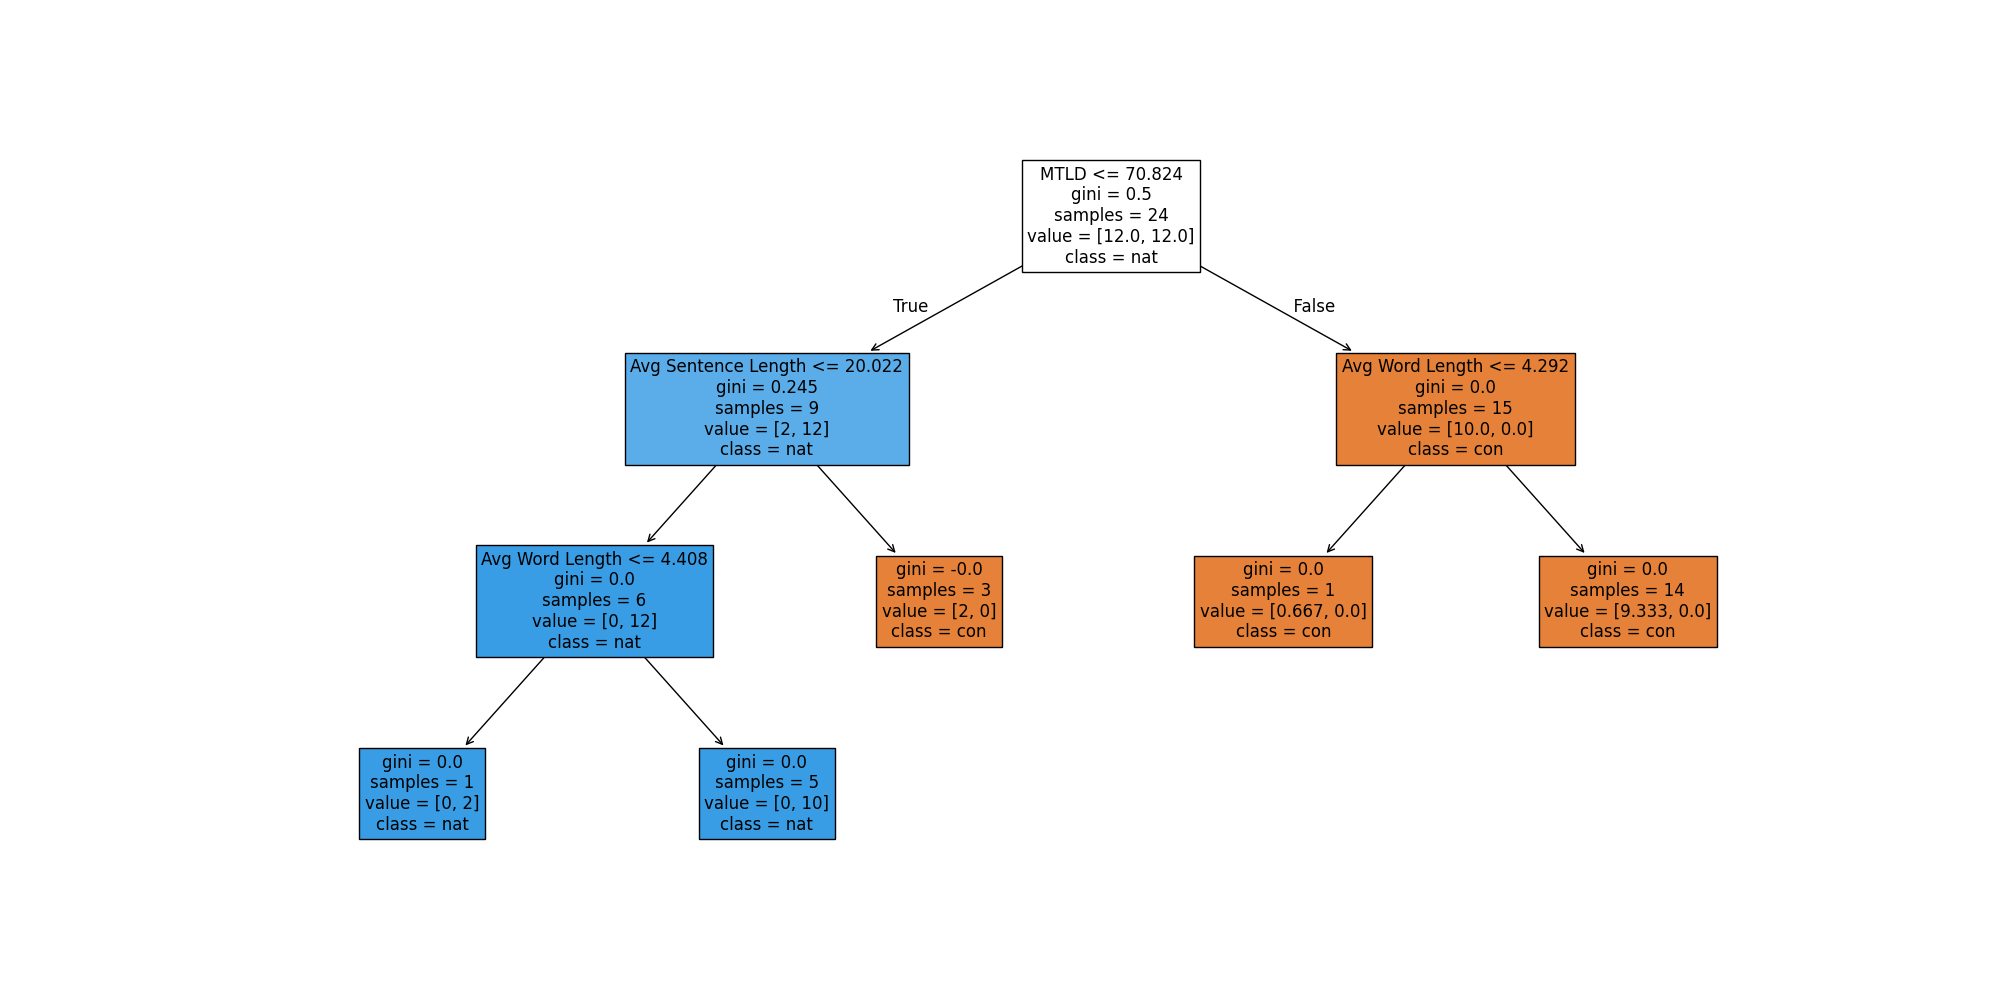 MTLD <= 70.824
gini = 0.5
samples = 24
value = [12.0, 12.0]
class = nat
True
False
Avg Sentence Length <= 20.022
gini = 0.245
samples = 9
value = [2, 12]
class = nat
Avg Word Length <= 4.292
gini = 0.0
samples = 15
value = [10.0, 0.0]
class = con
Avg Word Length <= 4.408
gini = 0.0
samples = 6
value = [0, 12]
class = nat
gini = -0.0
samples = 3
value = [2, 0]
class = con
gini = 0.0
samples = 1
value = [0.667, 0.0]
class = con
gini = 0.0
samples = 14
value = [9.333, 0.0]
class = con
gini = 0.0
samples = 1
value = [0, 2]
class = nat
gini = 0.0
samples = 5
value = [0, 10]
class = nat